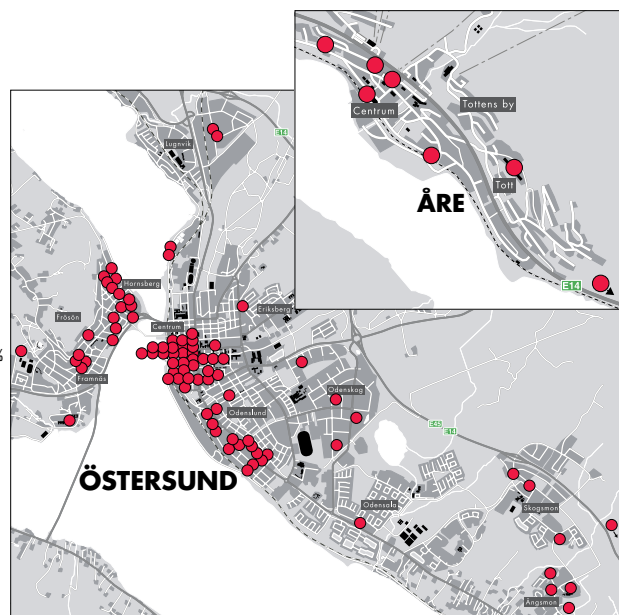 Tottens by
Centrum
Tott
ÅRE
E14
E14
Lugnvik
Hornsberg
Eriksberg
Frösön
Centrum
%
Framnäs
Odenskog
Odenslund
E45
E14
ÖSTERSUND
Odensala
Skogsmon
Ängsmon